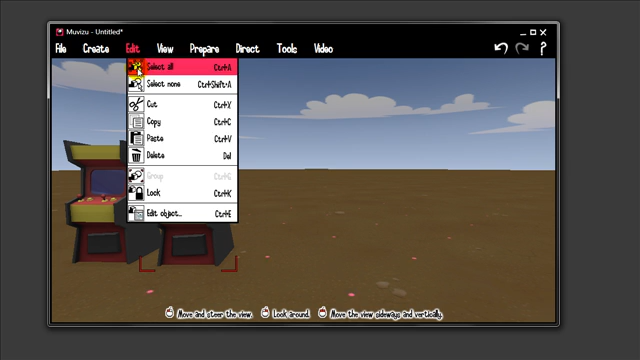 Muvizu - Untitled*
File Create Edit View Prepare Direct Tools Video
Select all Ctrl+A
Select none Ctrl+Shift+A
Cut Ctrl+X
Copy Ctrl+C
Paste Ctrl+V
Delete Del
Group Ctrl+G
Lock Ctrl+K
Edit object... Ctrl+E
Move and steer the view. Look around. Move the view sideways and vertically.